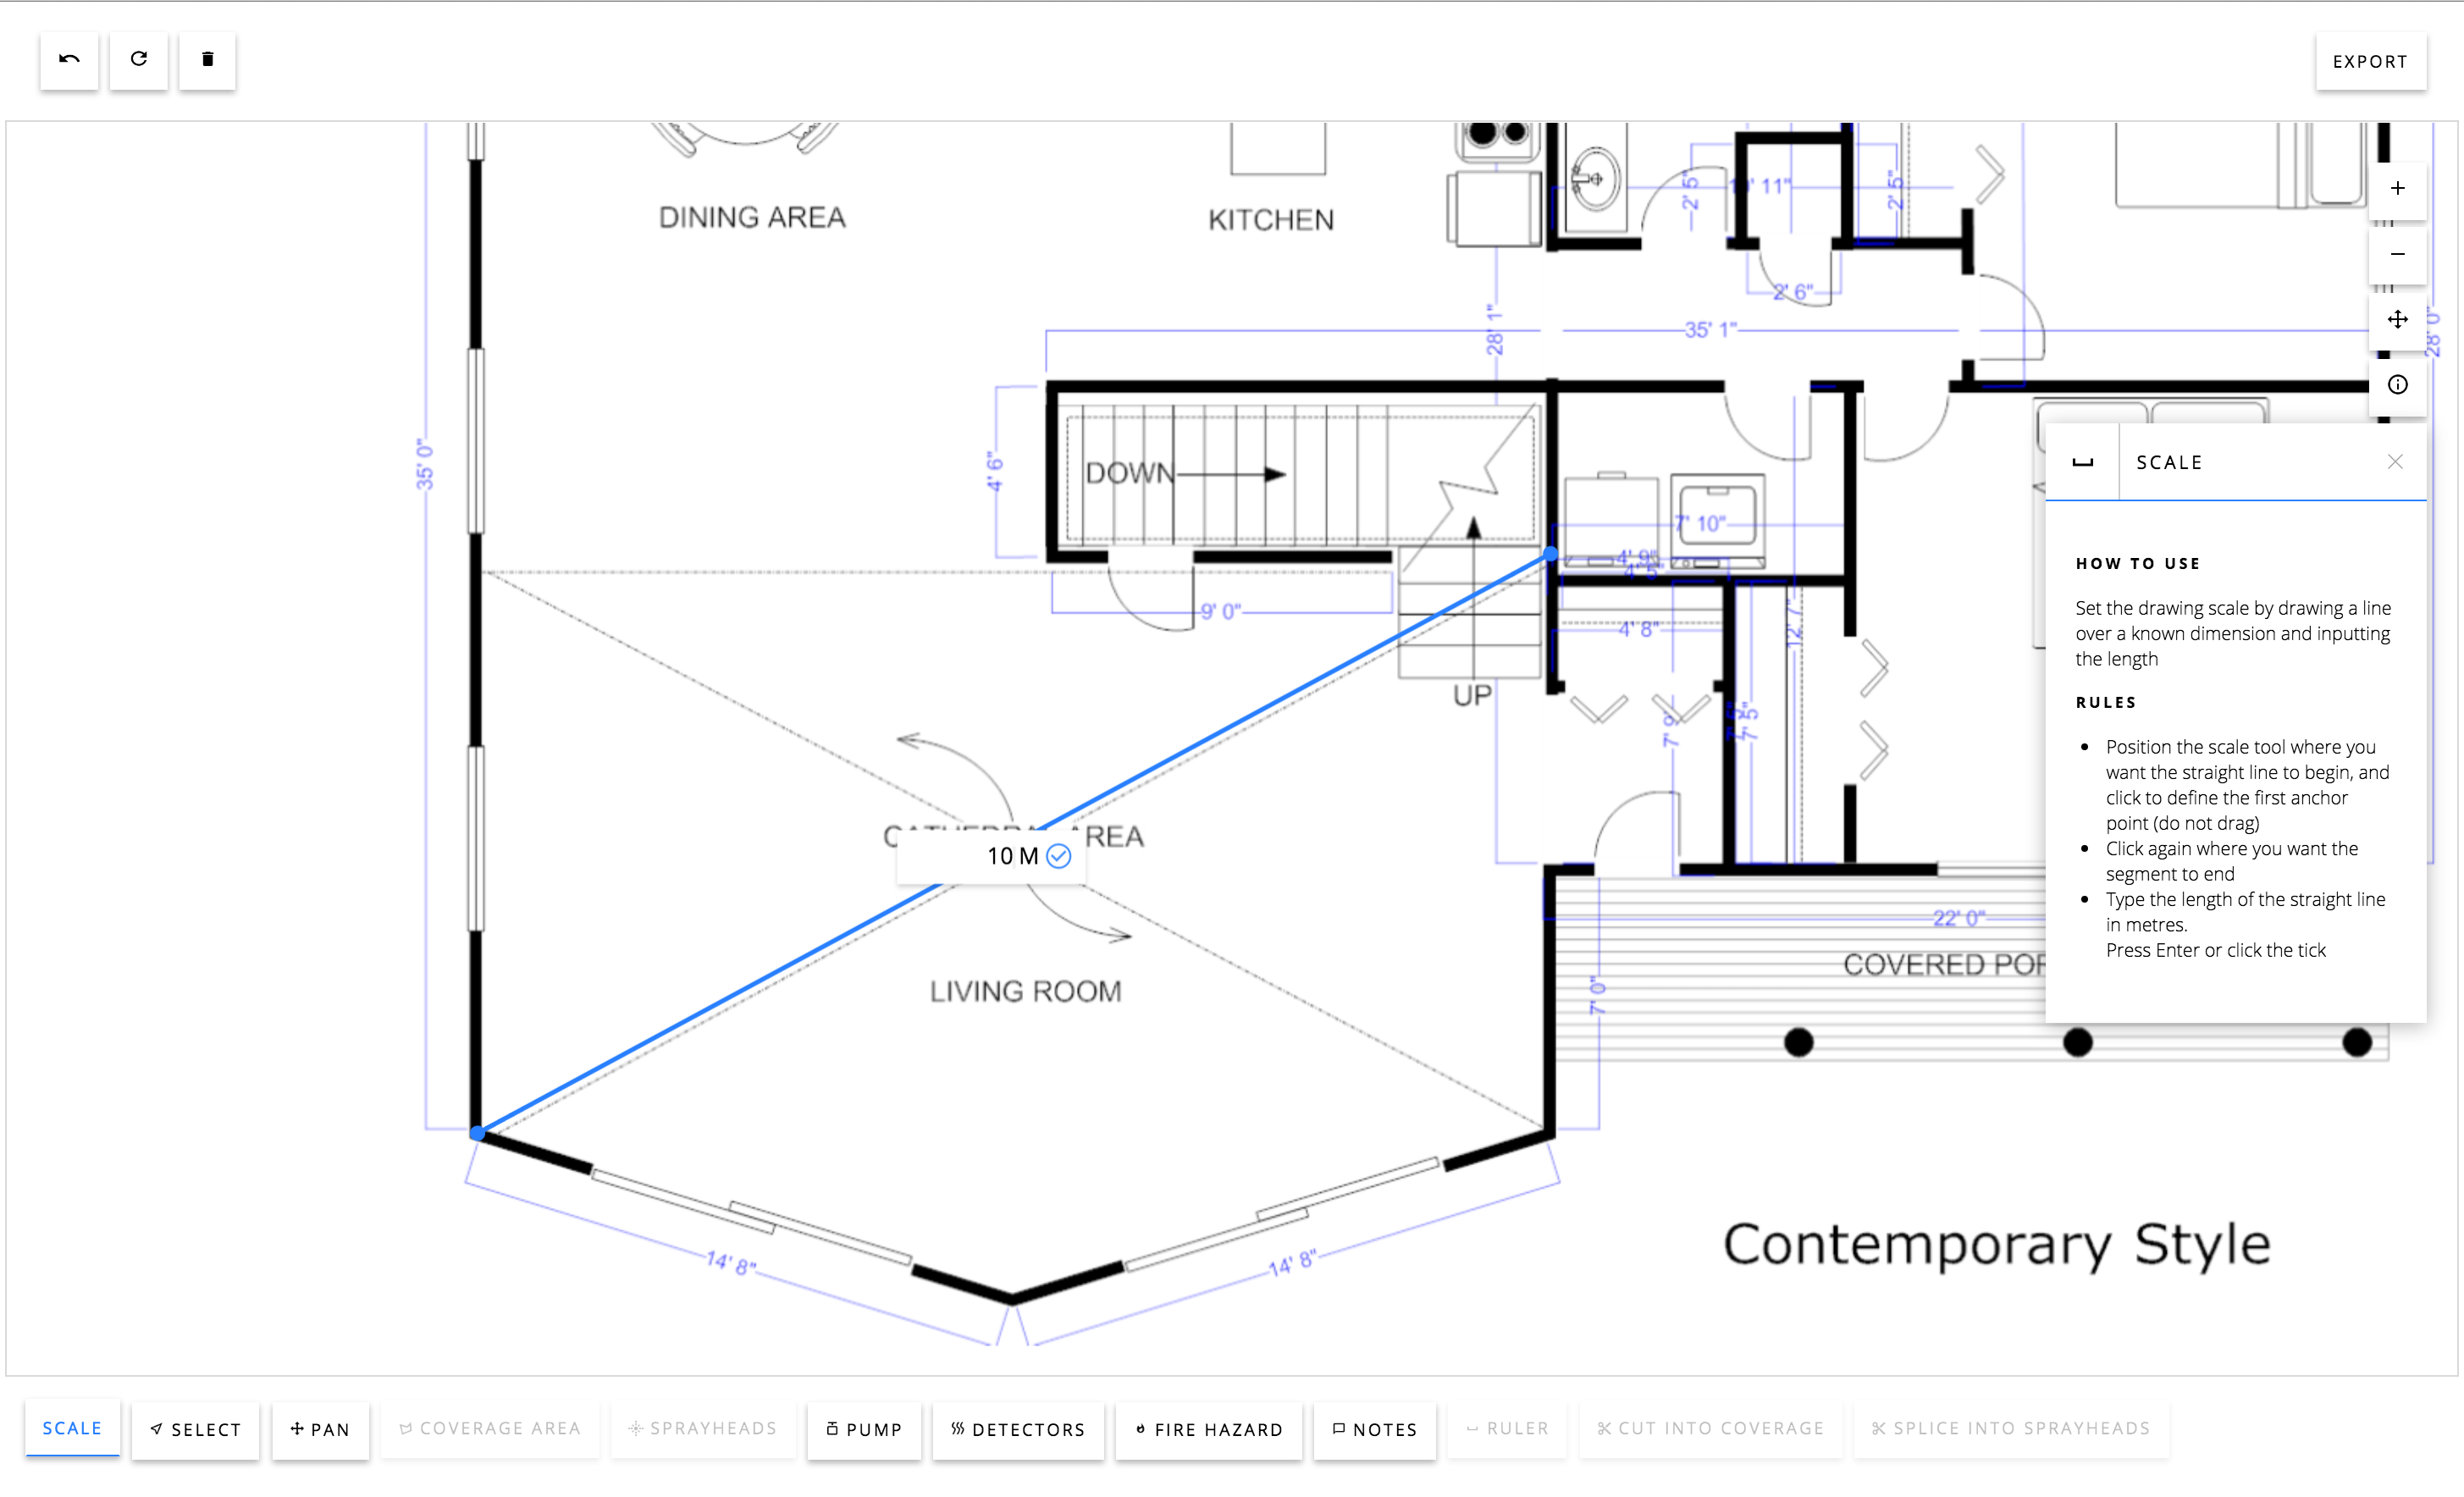 EXPORT
DINING AREA
KITCHEN
2' 5"
11"
2' 5"
2' 6"
28' 1"
35' 1"
28' 0"
35' 0"
4' 6"
DOWN
SCALE
7' 10"
HOW TO USE
4' 9"
Set the drawing scale by drawing a line
over a known dimension and inputting
the length
9' 0"
4' 8"
12' 7"
UP
RULES
7' 9"
7' 5"
Position the scale tool where you
want the straight line to begin, and
click to define the first anchor
point (do not drag)
Click again where you want the
segment to end
Type the length of the straight line
in metres.
Press Enter or click the tick
AREA
10 M
LIVING ROOM
22' 0"
COVERED POR
7' 0"
14' 8"
14' 8"
Contemporary Style
SCALE
SELECT
PAN
COVERAGE AREA
SPRAYHEADS
PUMP
DETECTORS
FIRE HAZARD
NOTES
RULER
CUT INTO COVERAGE
SPLICE INTO SPRAYHEADS